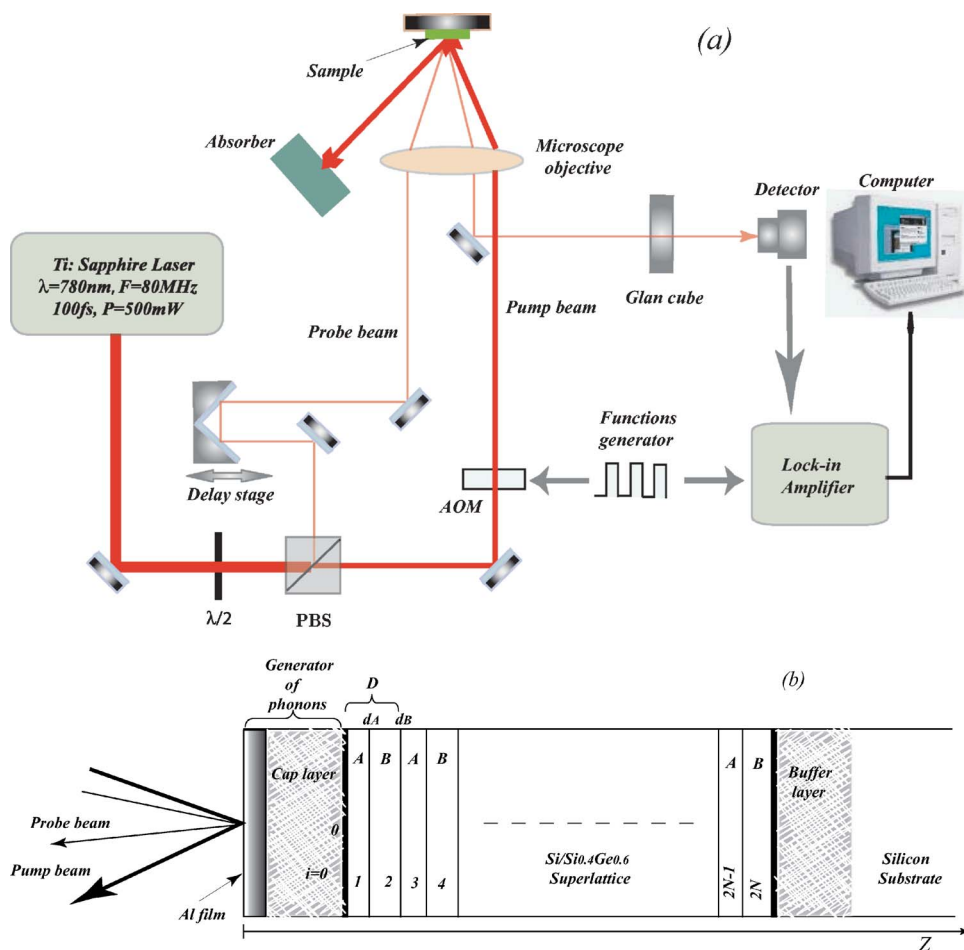 (a)
Sample
Absorber
Microscope
objective
Detector
Computer
Ti: Sapphire Laser
λ=780nm, F=80MHz
100fs, P=500mW
Glan cube
Pump beam
Probe beam
Functions
generator
Lock-in
Amplifier
Delay stage
AOM
λ/2
PBS
(b)
Generator
of
phonons
D
dA dB
A B A B A B
Cap layer
Buffer
layer
Probe beam
0
Pump beam
i=0
1 2 3 4
Si/Si0.4Ge0.6
Superlattice
2N-1
2N
Silicon
Substrate
Al film
Z